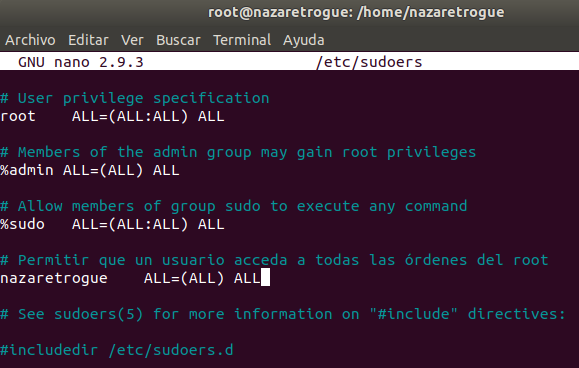 root@nazaretrogue: /home/nazaretrogue
Archivo Editar Ver Buscar Terminal Ayuda
GNU nano 2.9.3 /etc/sudoers
# User privilege specification
root ALL=(ALL:ALL) ALL
# Members of the admin group may gain root privileges
%admin ALL=(ALL) ALL
# Allow members of group sudo to execute any command
%sudo ALL=(ALL:ALL) ALL
# Permitir que un usuario acceda a todas las órdenes del root
nazaretrogue ALL=(ALL) ALL
# See sudoers(5) for more information on "#include" directives:
#includedir /etc/sudoers.d